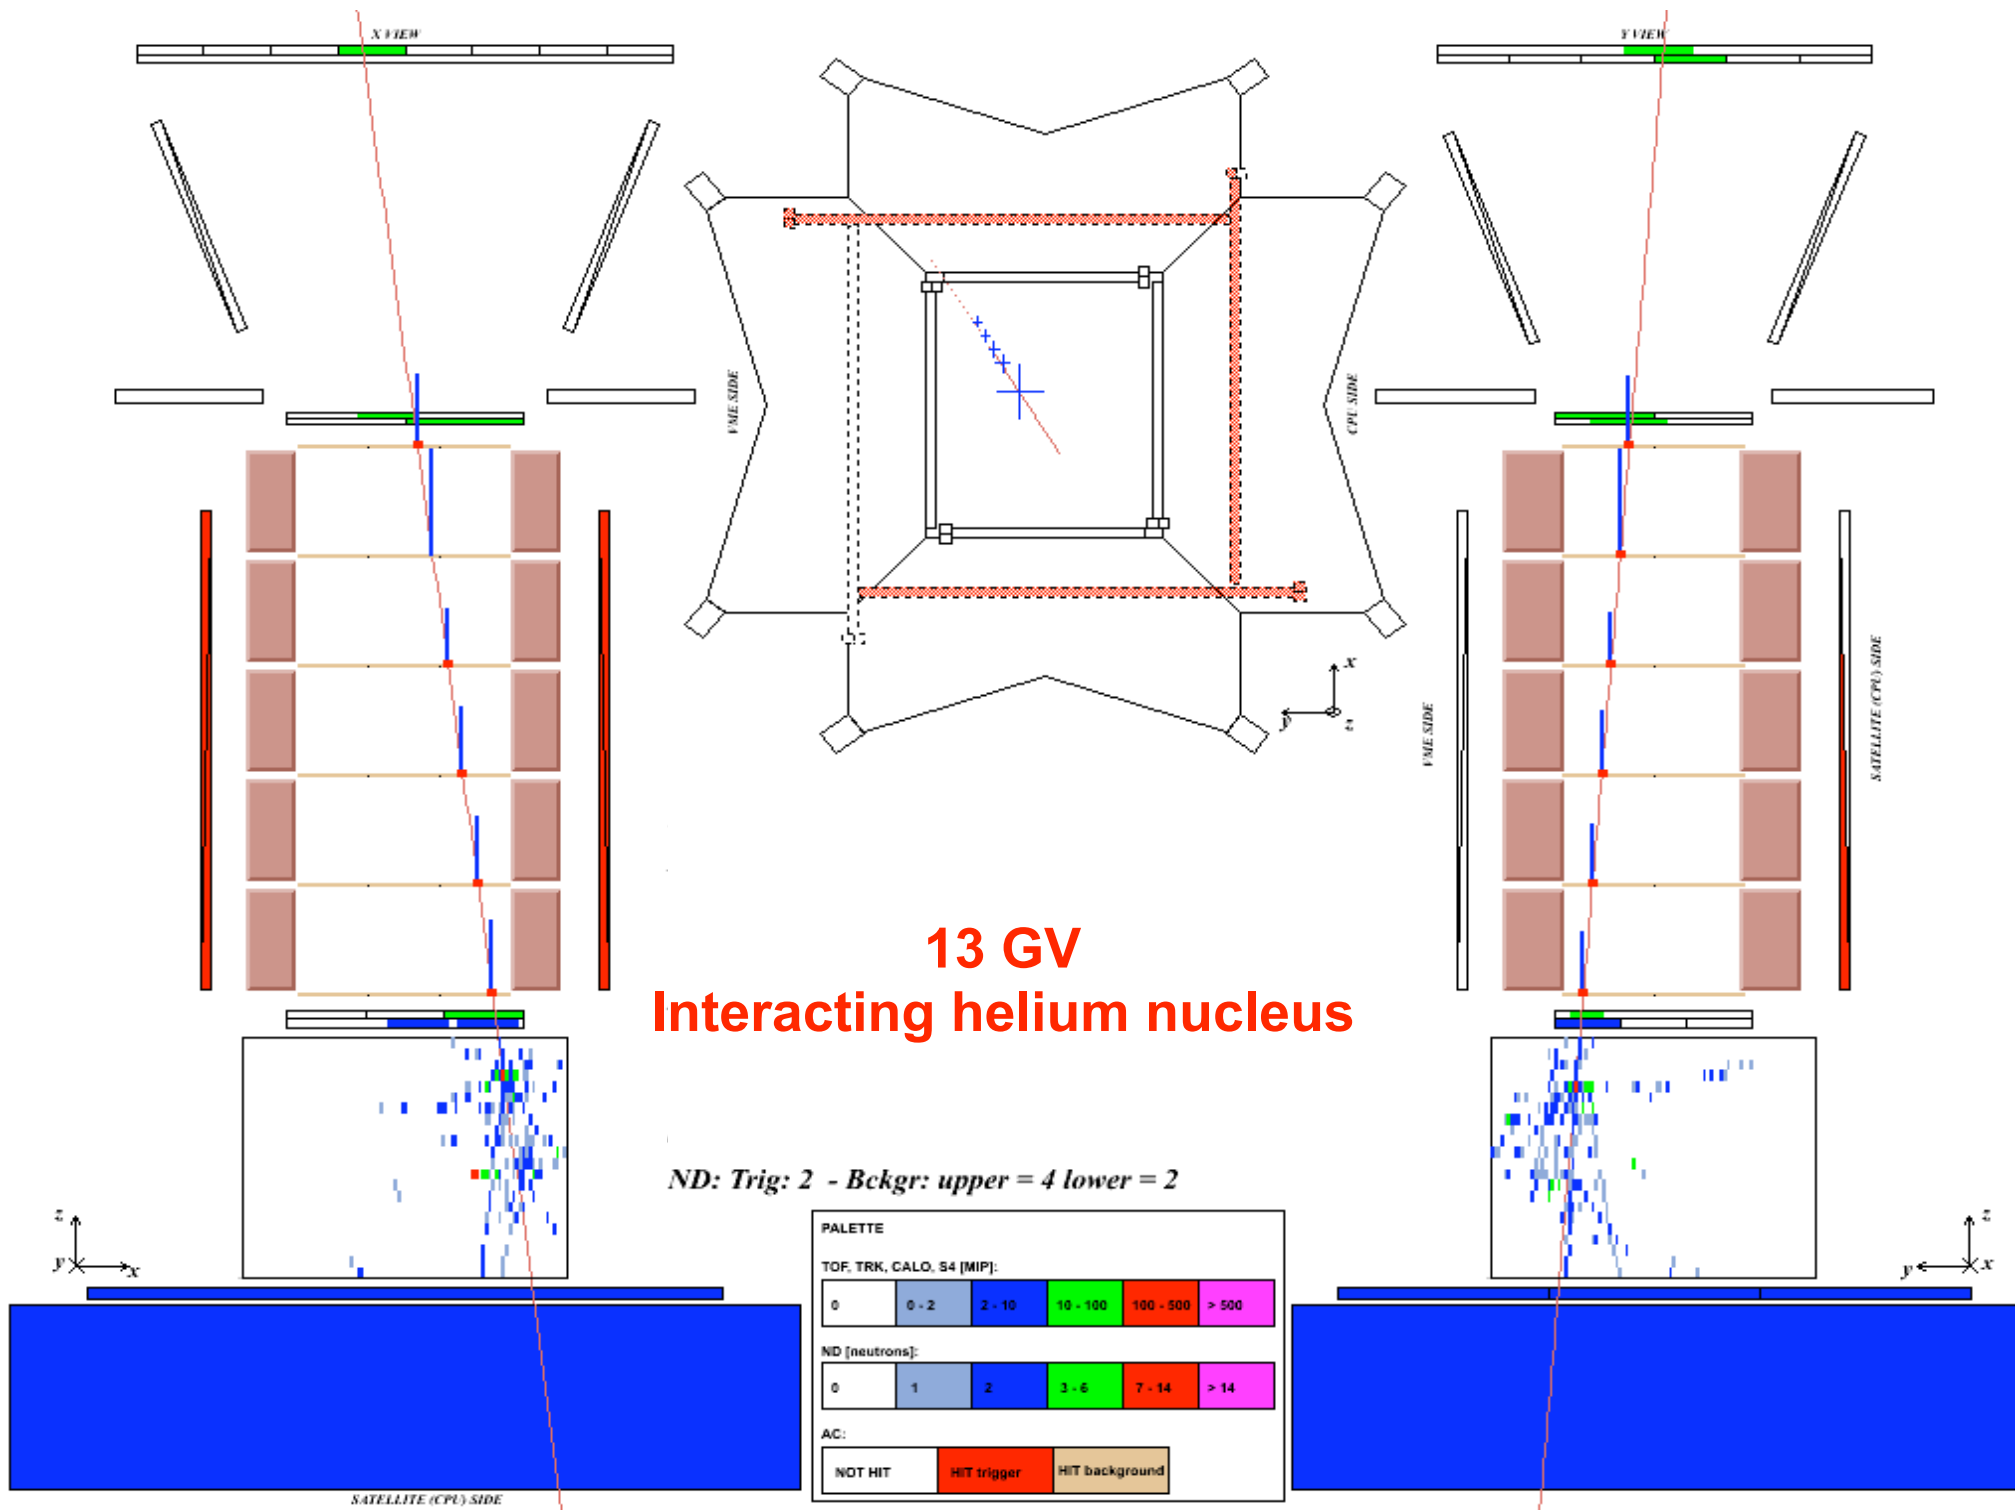 X VIEW
Y VIEW
VME SIDE
CPU SIDE
x
y
z
VME SIDE
SATELLITE (CPU) SIDE
13 GV
Interacting helium nucleus
ND: Trig: 2 - Bckgr: upper = 4 lower = 2
z
y
x
z
y
x
PALETTE
TOF, TRK, CALO, S4 [MIP]:
0 0 - 2 2 - 10 10 - 100 100 - 500 > 500
ND [neutrons]:
0 1 2 3 - 6 7 - 14 > 14
AC:
NOT HIT HIT trigger HIT background
SATELLITE (CPU) SIDE